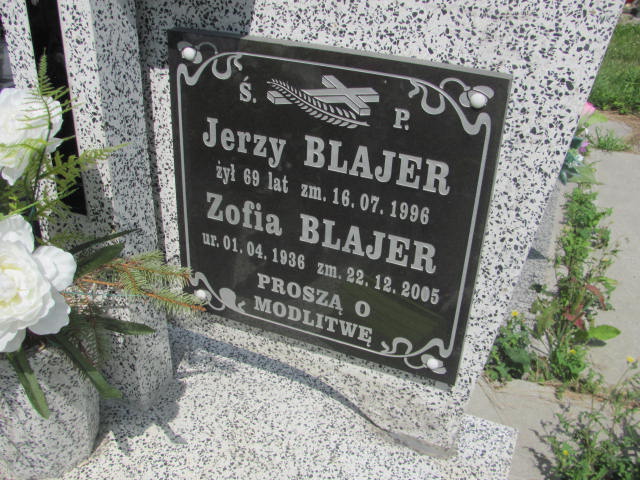 Ś. P.
Jerzy BLAJER
żył 69 lat zm. 16.07.1996
Zofia BLAJER
ur. 01.04.1936 zm. 22.12.2005
PROSZĄ O
MODLITWĘ